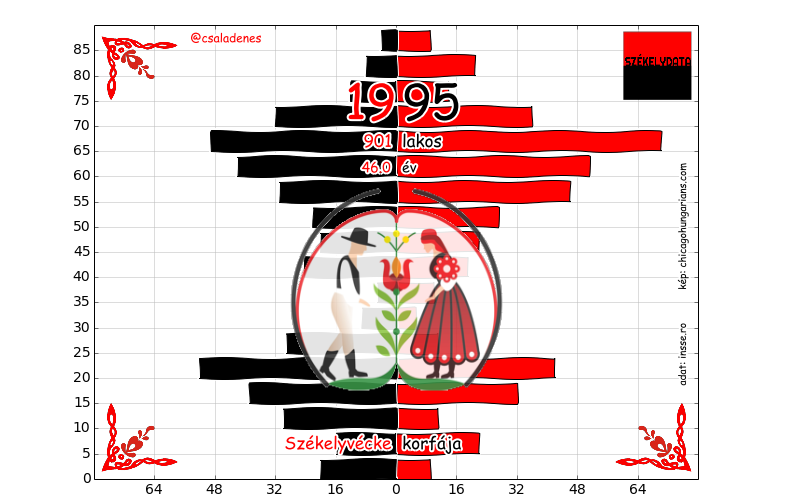 @csaladenes
SZÉKELYDATA
1995
901 lakos
46.0 év
Székelyvécke korfája
kép: chicagohungarians.com
adat: insse.ro
85
80
75
70
65
60
55
50
45
40
35
30
25
20
15
10
5
0
64 48 32 16 0 16 32 48 64